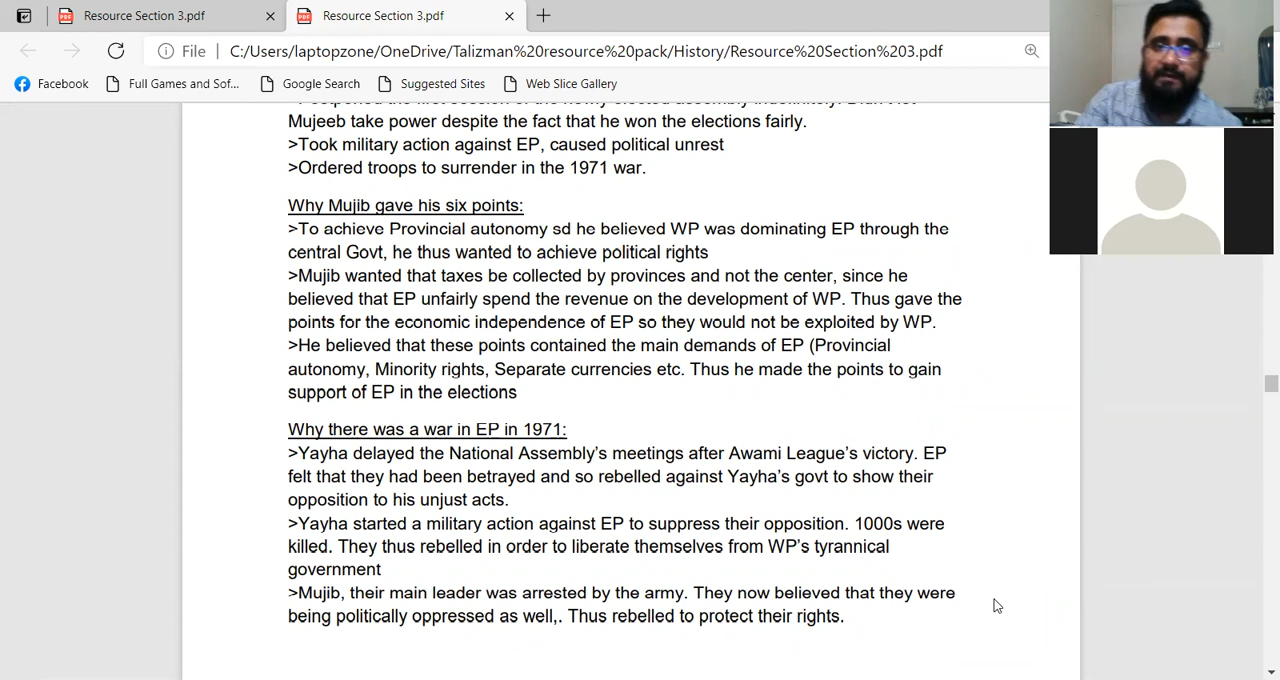 Resource Section 3.pdf
Resource Section 3.pdf
File C:/Users/laptopzone/OneDrive/Talizman%20resource%20pack/History/Resource%20Section%203.pdf
Facebook Full Games and Sof... Google Search Suggested Sites Web Slice Gallery
the first session of the newly elected assembly indefinitely.
Mujeeb take power despite the fact that he won the elections fairly.
>Took military action against EP, caused political unrest
>Ordered troops to surrender in the 1971 war.
Why Mujib gave his six points:
>To achieve Provincial autonomy sd he believed WP was dominating EP through the
central Govt, he thus wanted to achieve political rights
>Mujib wanted that taxes be collected by provinces and not the center, since he
believed that EP unfairly spend the revenue on the development of WP. Thus gave the
points for the economic independence of EP so they would not be exploited by WP.
>He believed that these points contained the main demands of EP (Provincial
autonomy, Minority rights, Separate currencies etc. Thus he made the points to gain
support of EP in the elections
Why there was a war in EP in 1971:
>Yayha delayed the National Assembly's meetings after Awami League's victory. EP
felt that they had been betrayed and so rebelled against Yayha's govt to show their
opposition to his unjust acts.
>Yayha started a military action against EP to suppress their opposition. 1000s were
killed. They thus rebelled in order to liberate themselves from WP's tyrannical
government
>Mujib, their main leader was arrested by the army. They now believed that they were
being politically oppressed as well,. Thus rebelled to protect their rights.